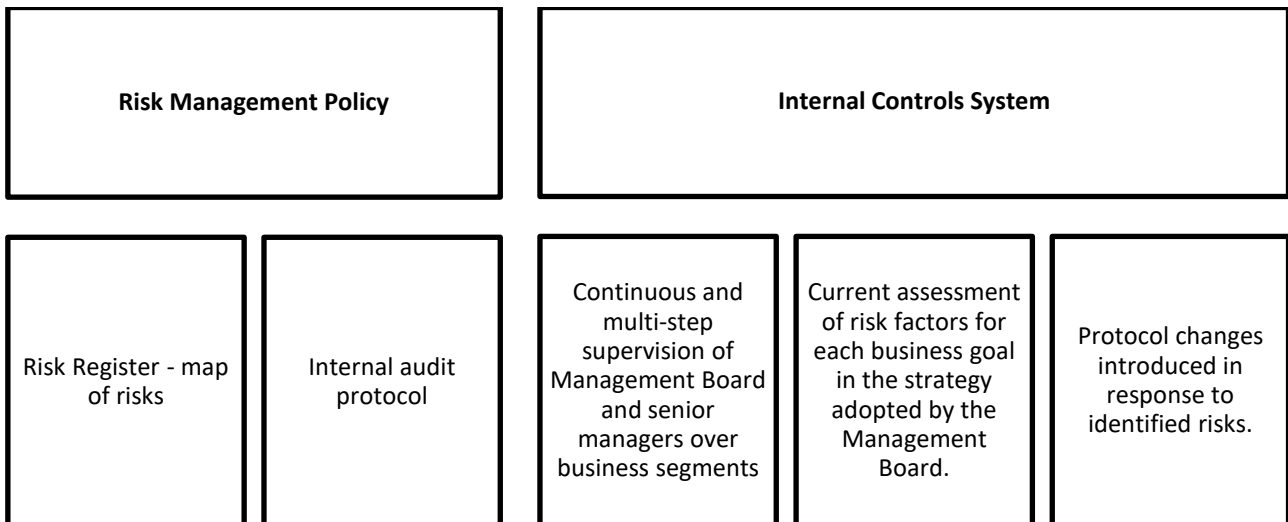 Risk Management Policy
Internal Controls System
Risk Register - map
of risks
Internal audit
protocol
Continuous and
multi-step
supervision of
Management Board
and senior
managers over
business segments
Current assessment
of risk factors for
each business goal
in the strategy
adopted by the
Management
Board.
Protocol changes
introduced in
response to
identified risks.